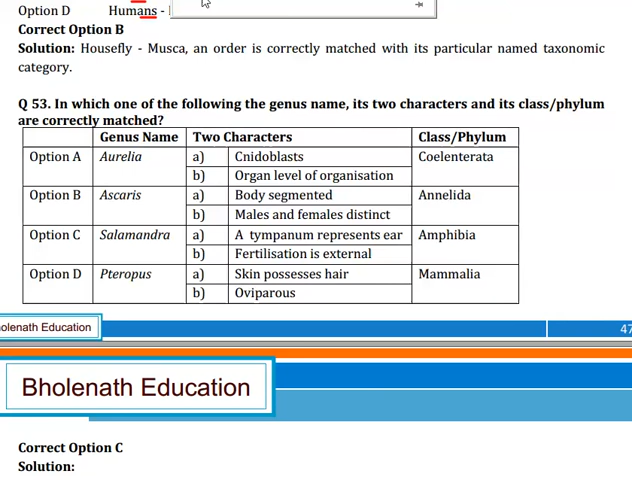 Option D Humans -
Correct Option B
Solution: Housefly - Musca, an order is correctly matched with its particular named taxonomic
category.
Q 53. In which one of the following the genus name, its two characters and its class/phylum
are correctly matched?
Genus Name Two Characters Class/Phylum
Option A Aurelia a) Cnidoblasts Coelenterata
b) Organ level of organisation
Option B Ascaris a) Body segmented Annelida
b) Males and females distinct
Option C Salamandra a) A tympanum represents ear Amphibia
b) Fertilisation is external
Option D Pteropus a) Skin possesses hair Mammalia
b) Oviparous
olenath Education 47
Bholenath Education
Correct Option C
Solution: